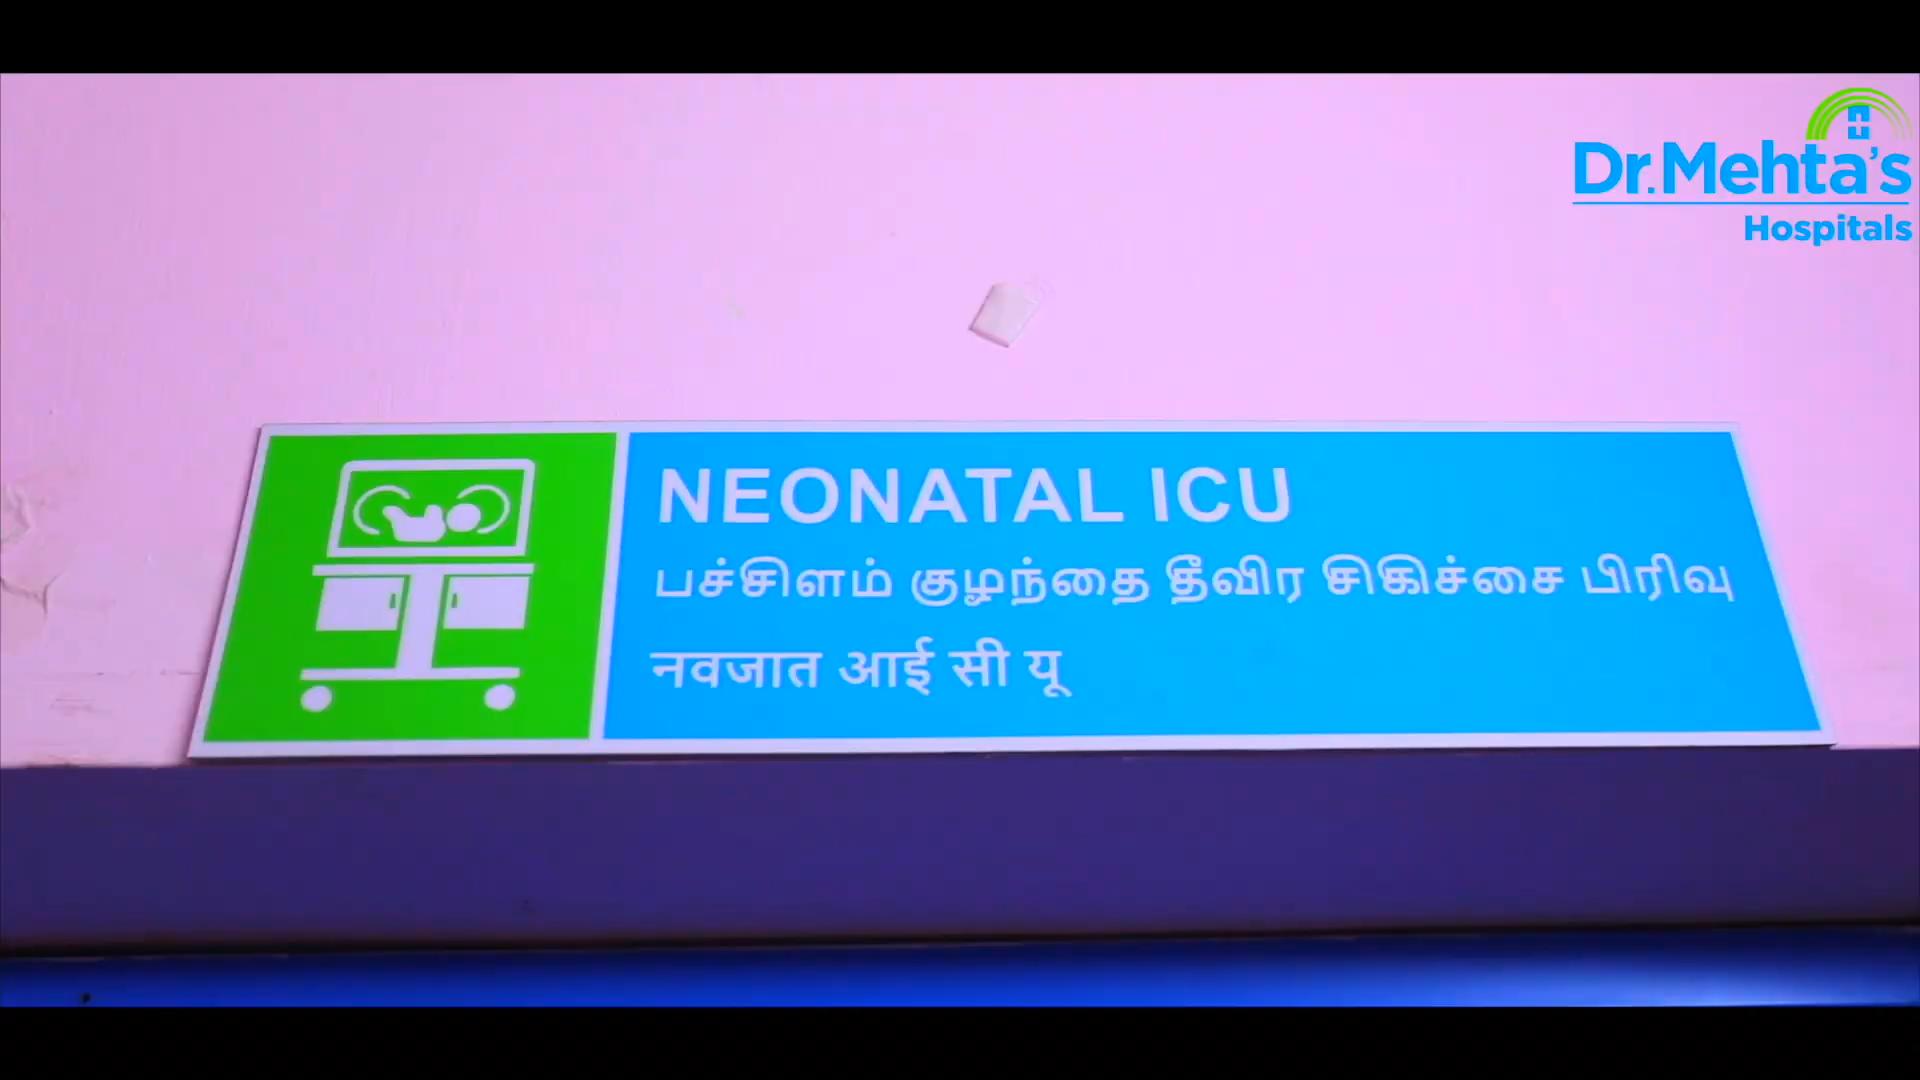 Dr.Mehta's
Hospitals
NEONATAL ICU
பச்சிளம் குழந்தை தீவிர சிகிச்சை பிரிவு
नवजात आई सी यू